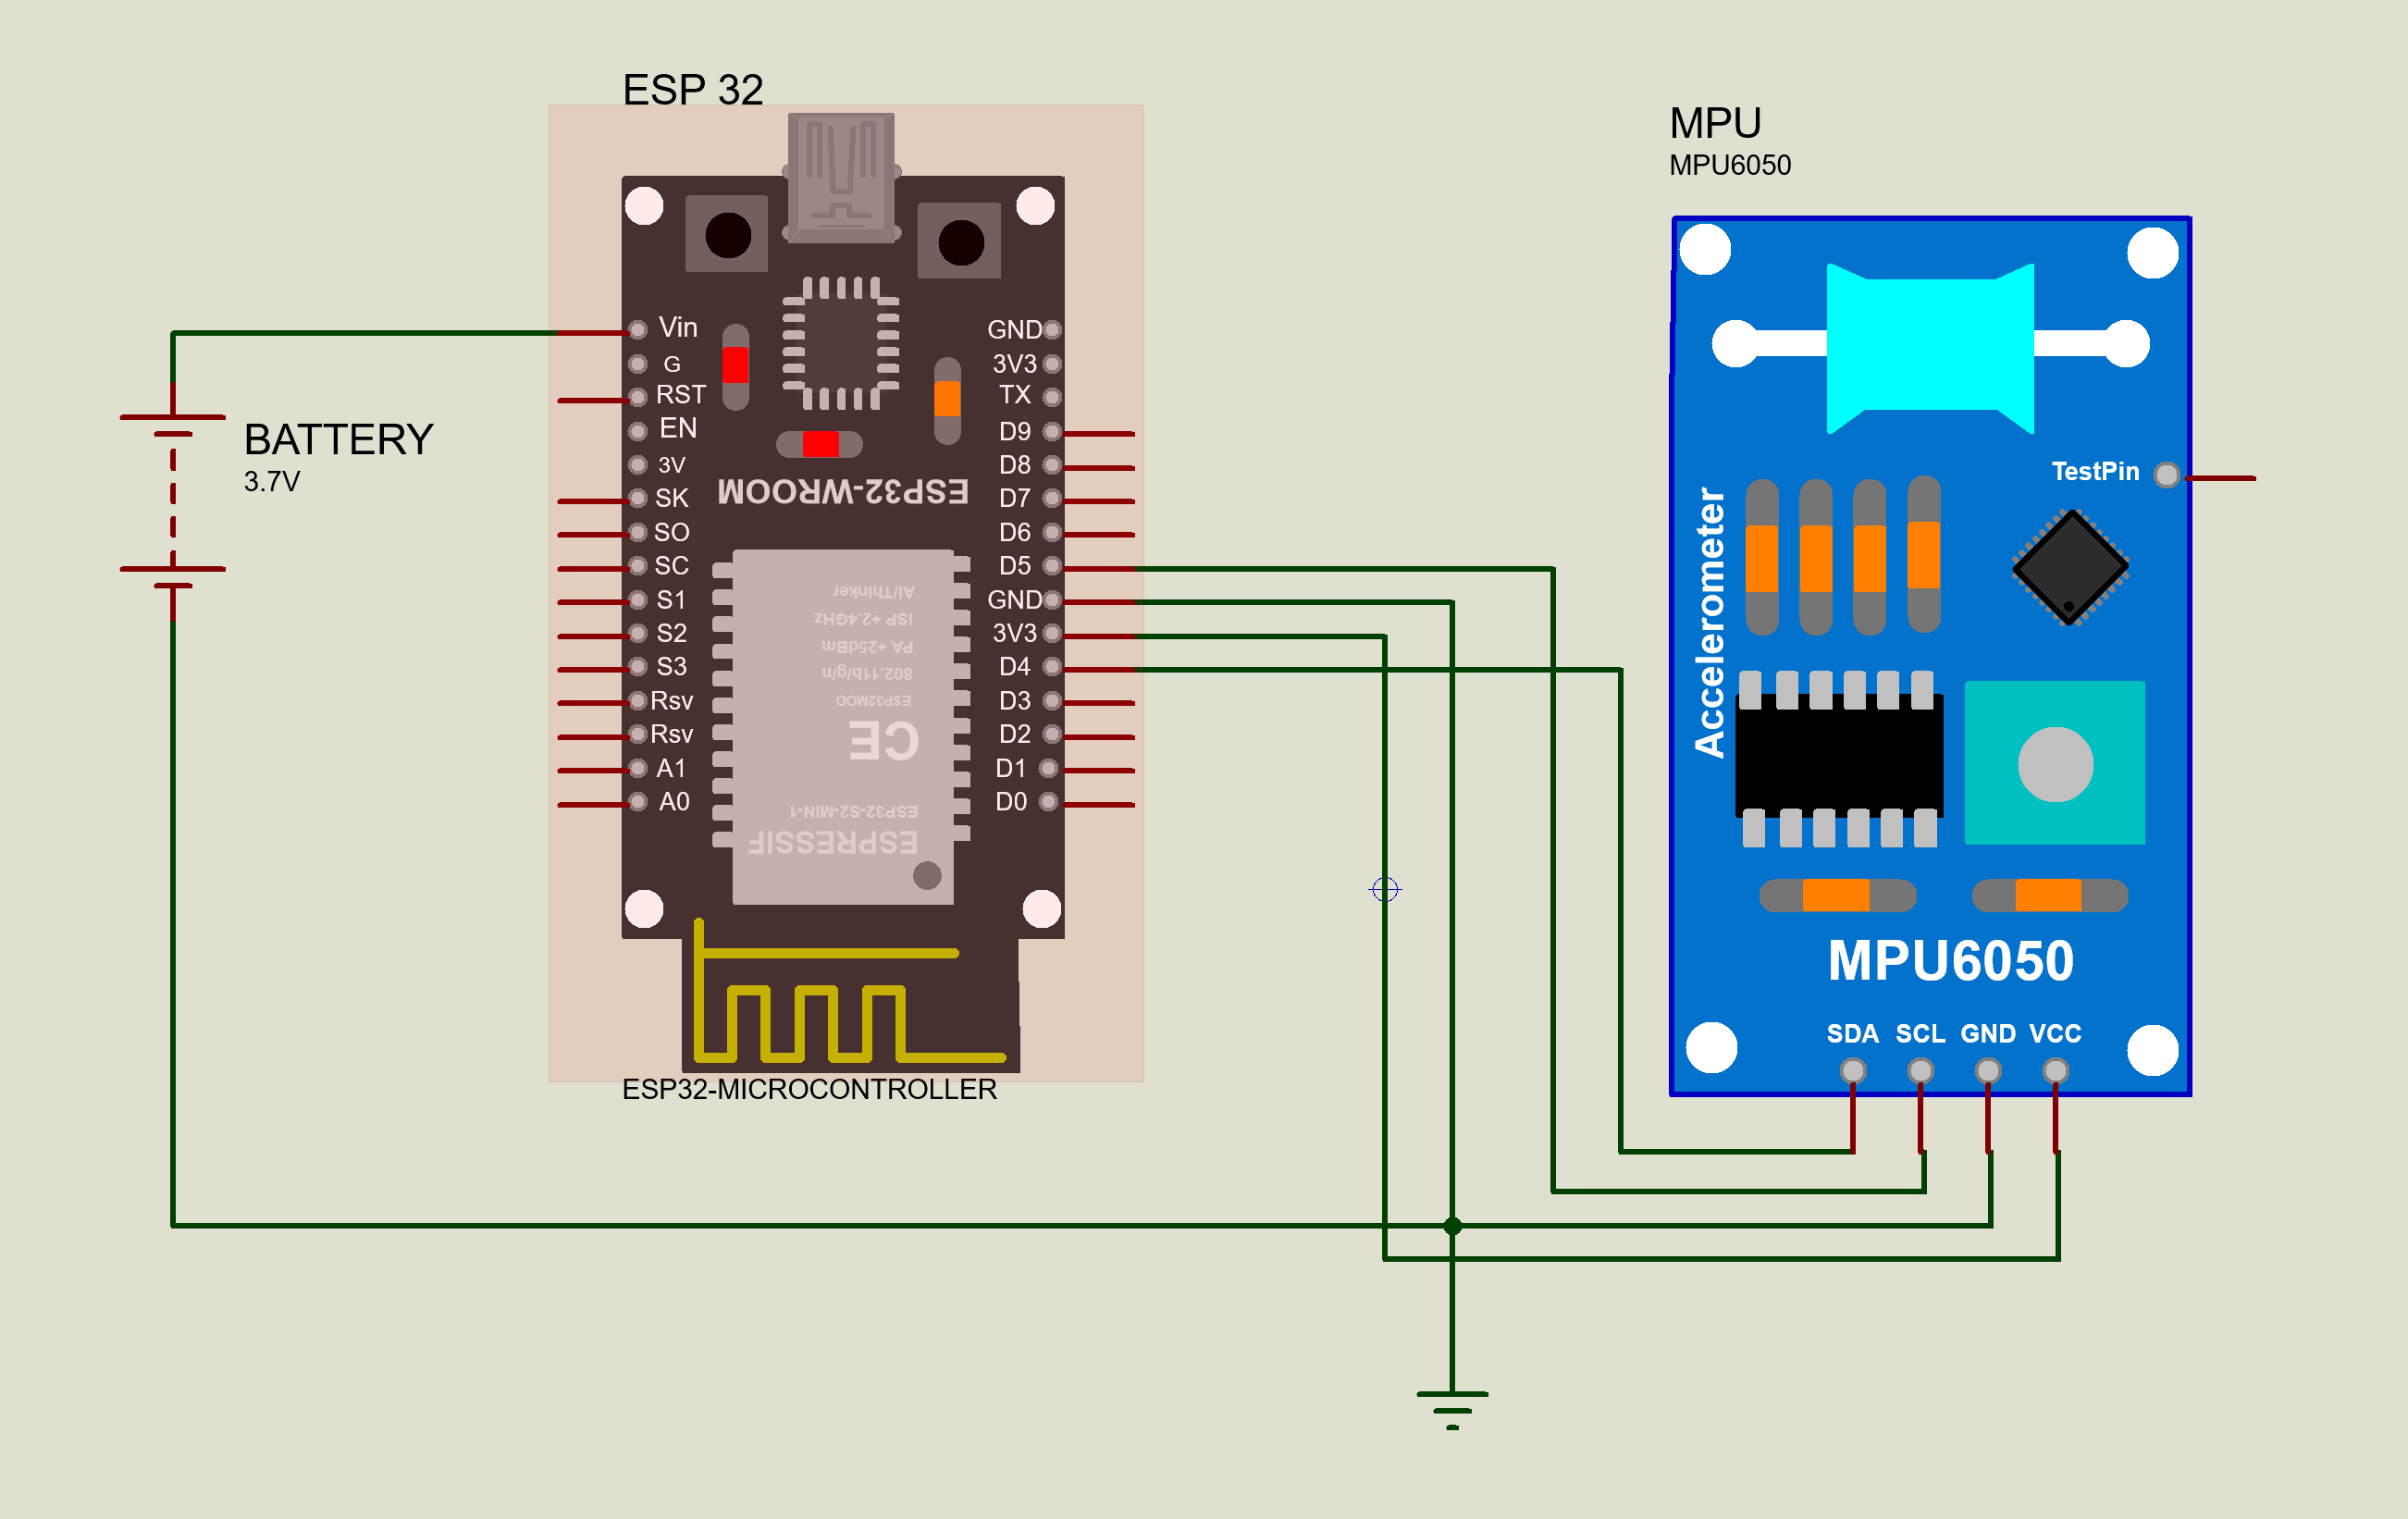 ESP 32
MPU
MPU6050
BATTERY
3.7V
Vin
G
RST
EN
3V
SK
SO
SC
S1
S2
S3
Rsv
Rsv
A1
A0
GND
3V3
TX
D9
D8
D7
D6
D5
GND
3V3
D4
D3
D2
D1
D0
ESP32-WROOM
AI/Thinker
ISP +2.4GHz
PA +25dBm
802.11b/g/n
ESP32MOD
CE
ESP32-S2-MIN-1
ESPRESSIF
ESP32-MICROCONTROLLER
TestPin
Accelerometer
MPU6050
SDA SCL GND VCC